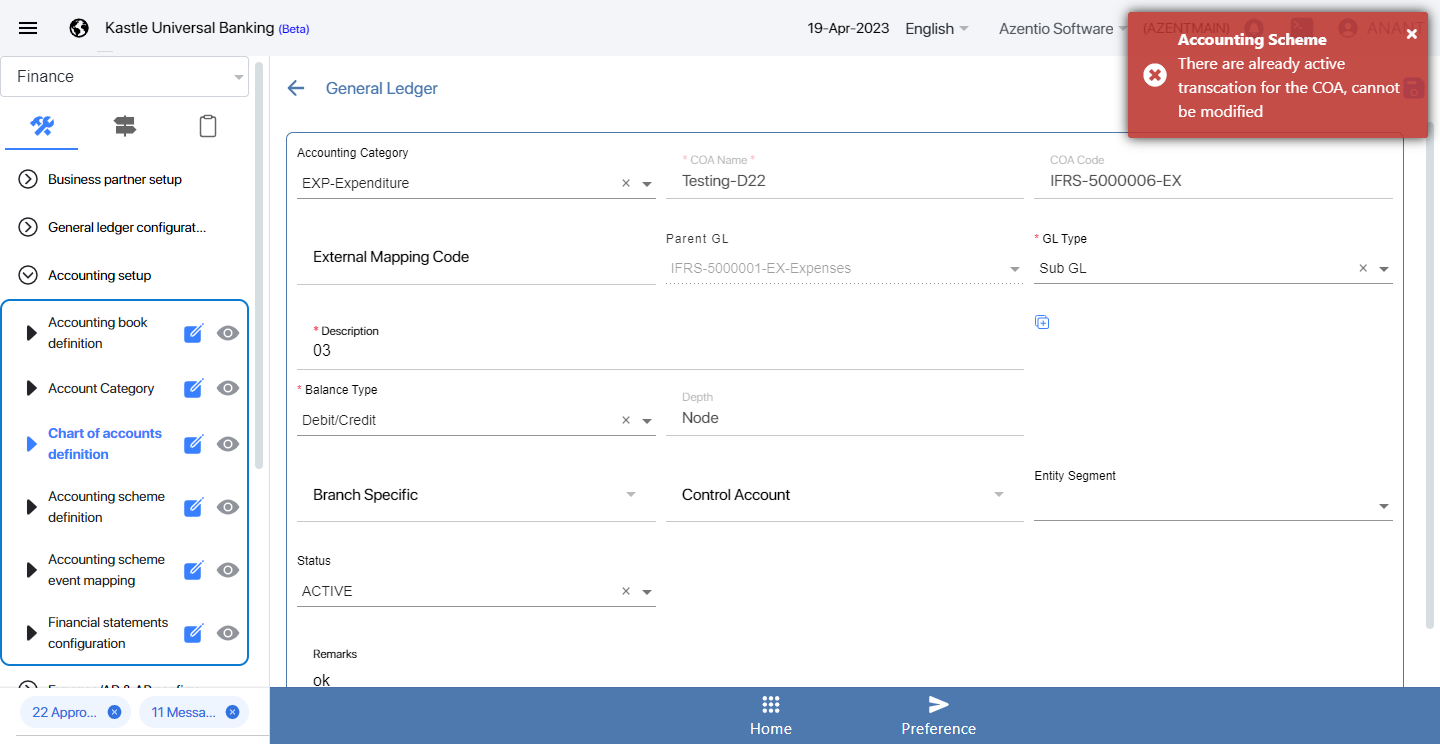 Kastle Universal Banking (Beta)
19-Apr-2023
English
Azentio Software
(AZENTMAIN)
ANANT
Accounting Scheme
There are already active
transcation for the COA, cannot
be modified
Finance
Business partner setup
General ledger configurat...
Accounting setup
Accounting book
definition
Account Category
Chart of accounts
definition
Accounting scheme
definition
Accounting scheme
event mapping
Financial statements
configuration
22 Appro...
11 Messa...
General Ledger
Accounting Category
EXP-Expenditure
* COA Name *
Testing-D22
COA Code
IFRS-5000006-EX
External Mapping Code
Parent GL
IFRS-5000001-EX-Expenses
* GL Type
Sub GL
* Description
03
* Balance Type
Debit/Credit
Depth
Node
Branch Specific
Control Account
Entity Segment
Status
ACTIVE
Remarks
ok
Home
Preference